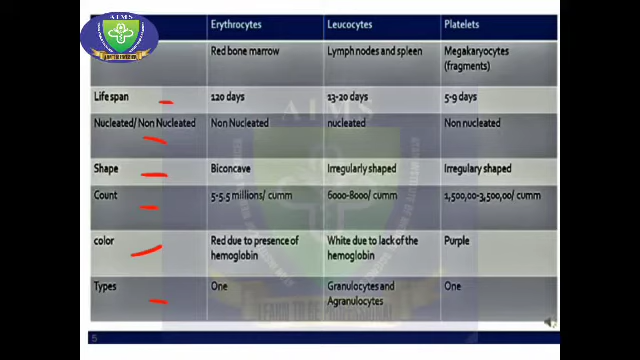 AIMS
Erythrocytes Leucocytes Platelets
Red bone marrow Lymph nodes and spleen Megakaryocytes
(fragments)
Life span 120 days 13-20 days 5-9 days
Nucleated/ Non Nucleated Non Nucleated nucleated Non nucleated
Shape Biconcave Irregularly shaped Irregulary shaped
Count 5-5.5 millions/ cumm 6000-8000/ cumm 1,500,00-3,500,00/ cumm
color Red due to presence of White due to lack of the Purple
hemoglobin hemoglobin
Types One Granulocytes and One
Agranulocytes
5